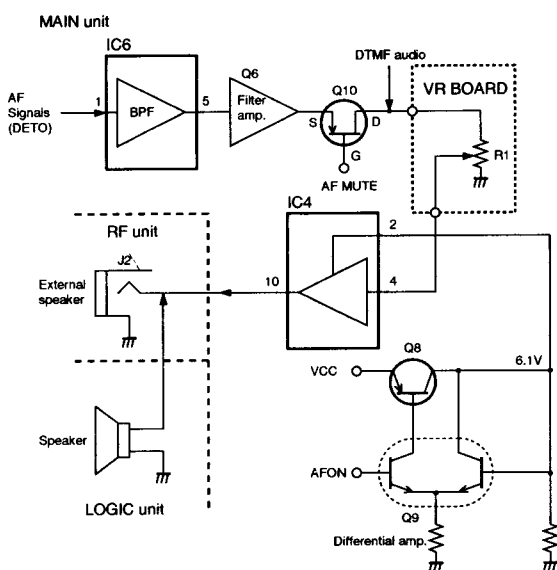 MAIN unit
IC6
AF
Signals
(DETO)
1
BPF
5
Q6
Filter
amp.
Q10
S
D
G
AF MUTE
DTMF audio
VR BOARD
R1
IC4
2
4
10
RF unit
J2
External
speaker
Speaker
LOGIC unit
Q8
VCC
6.1V
AFON
Q9
Differential amp.